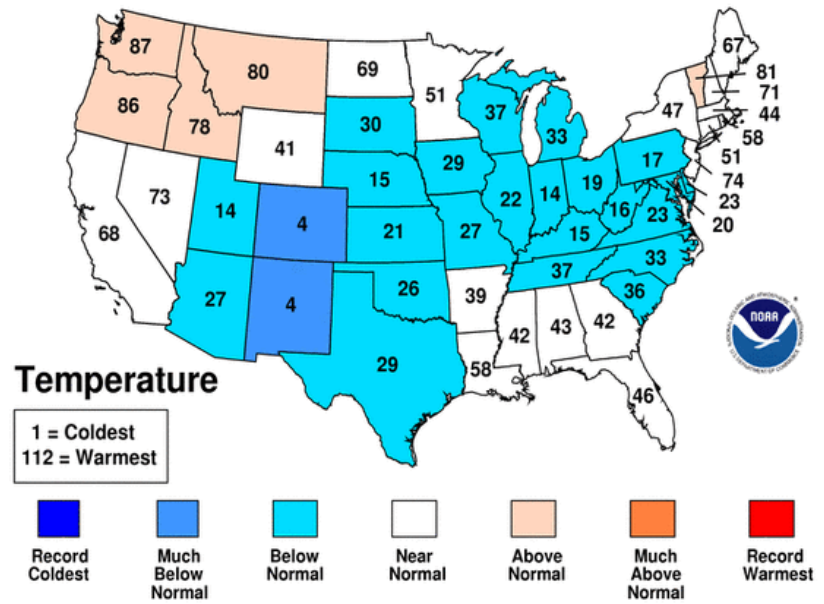 87
80
69
51
67
81
71
44
58
51
74
23
20
86
78
41
30
37
33
47
73
68
14
4
15
29
22
14
19
17
16
23
21
27
15
33
37
36
27
4
26
39
42
43
42
29
58
46
NOAA
Temperature
1 = Coldest
112 = Warmest
Record
Coldest
Much
Below
Normal
Below
Normal
Near
Normal
Above
Normal
Much
Above
Normal
Record
Warmest